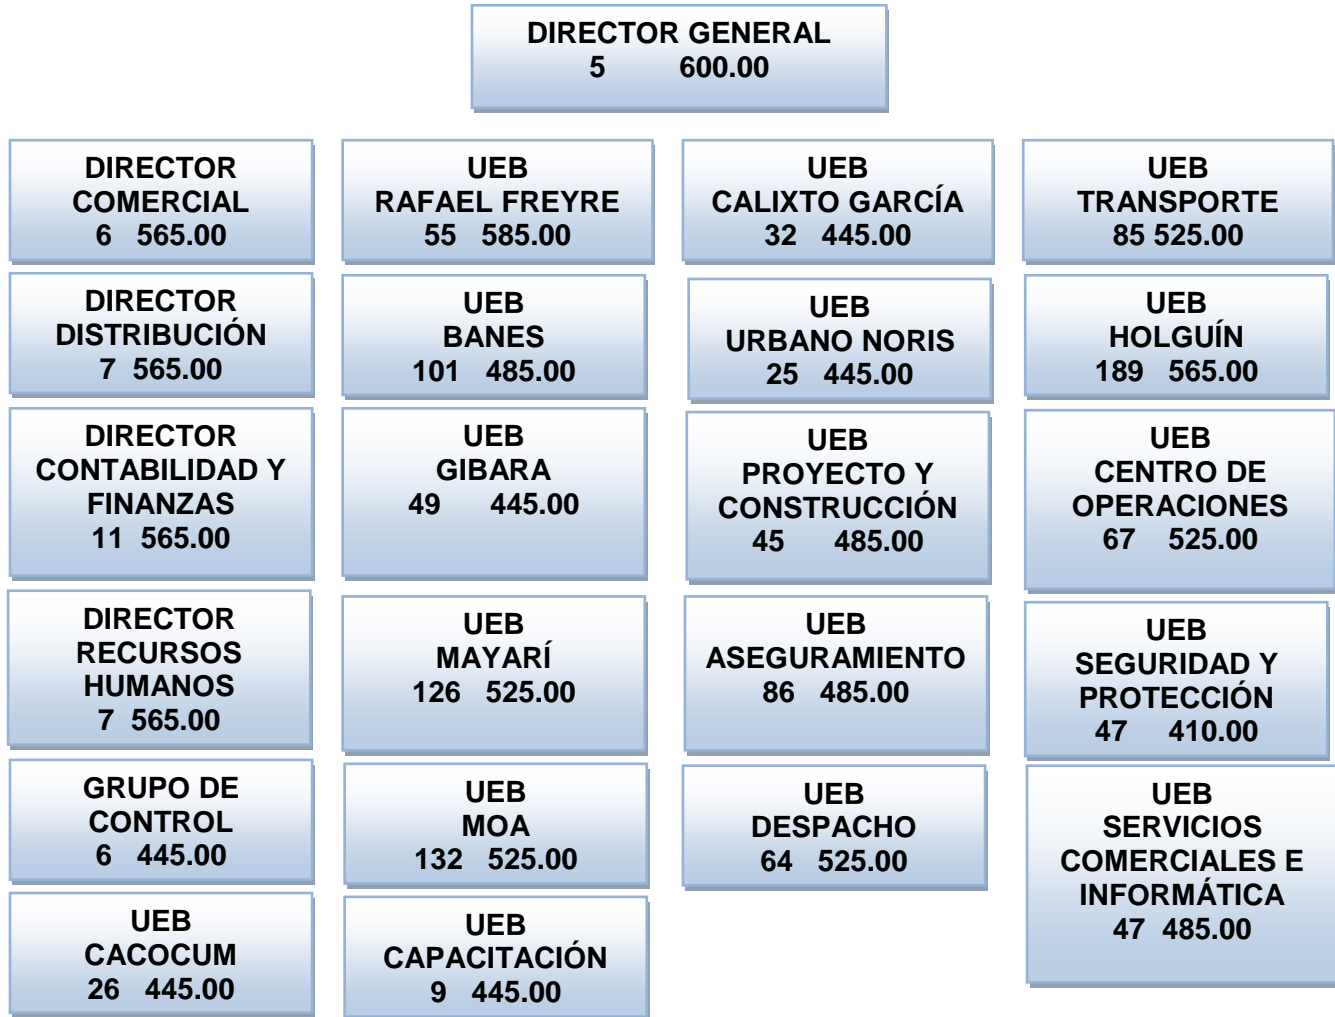 DIRECTOR GENERAL
5 600.00
DIRECTOR
COMERCIAL
6 565.00
UEB
RAFAEL FREYRE
55 585.00
UEB
CALIXTO GARCÍA
32 445.00
UEB
TRANSPORTE
85 525.00
DIRECTOR
DISTRIBUCIÓN
7 565.00
UEB
BANES
101 485.00
UEB
URBANO NORIS
25 445.00
UEB
HOLGUÍN
189 565.00
DIRECTOR
CONTABILIDAD Y
FINANZAS
11 565.00
UEB
GIBARA
49 445.00
UEB
PROYECTO Y
CONSTRUCCIÓN
45 485.00
UEB
CENTRO DE
OPERACIONES
67 525.00
DIRECTOR
RECURSOS
HUMANOS
7 565.00
UEB
MAYARÍ
126 525.00
UEB
ASEGURAMIENTO
86 485.00
UEB
SEGURIDAD Y
PROTECCIÓN
47 410.00
GRUPO DE
CONTROL
6 445.00
UEB
MOA
132 525.00
UEB
DESPACHO
64 525.00
UEB
SERVICIOS
COMERCIALES E
INFORMÁTICA
47 485.00
UEB
CACOCUM
26 445.00
UEB
CAPACITACIÓN
9 445.00